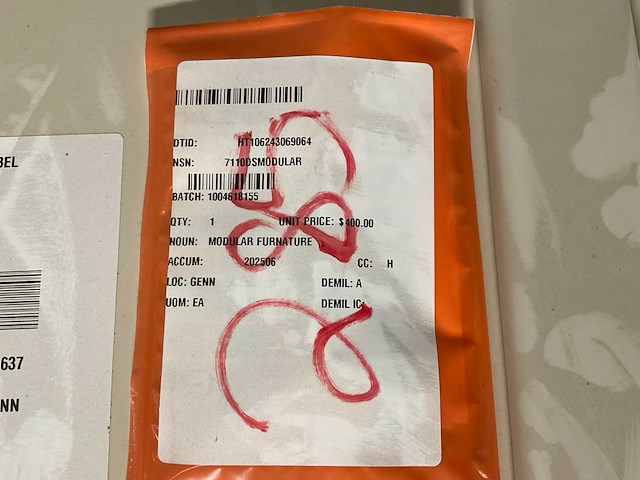 DTID: HT106243069064
NSN: 7110DSMODULAR
BATCH: 1004618155
QTY: 1 UNIT PRICE: $400.00
NOUN: MODULAR FURNATURE
ACCUM: 202506 CC: H
LOC: GENN DEMIL: A
UOM: EA DEMIL IC:
BEL
637
NN